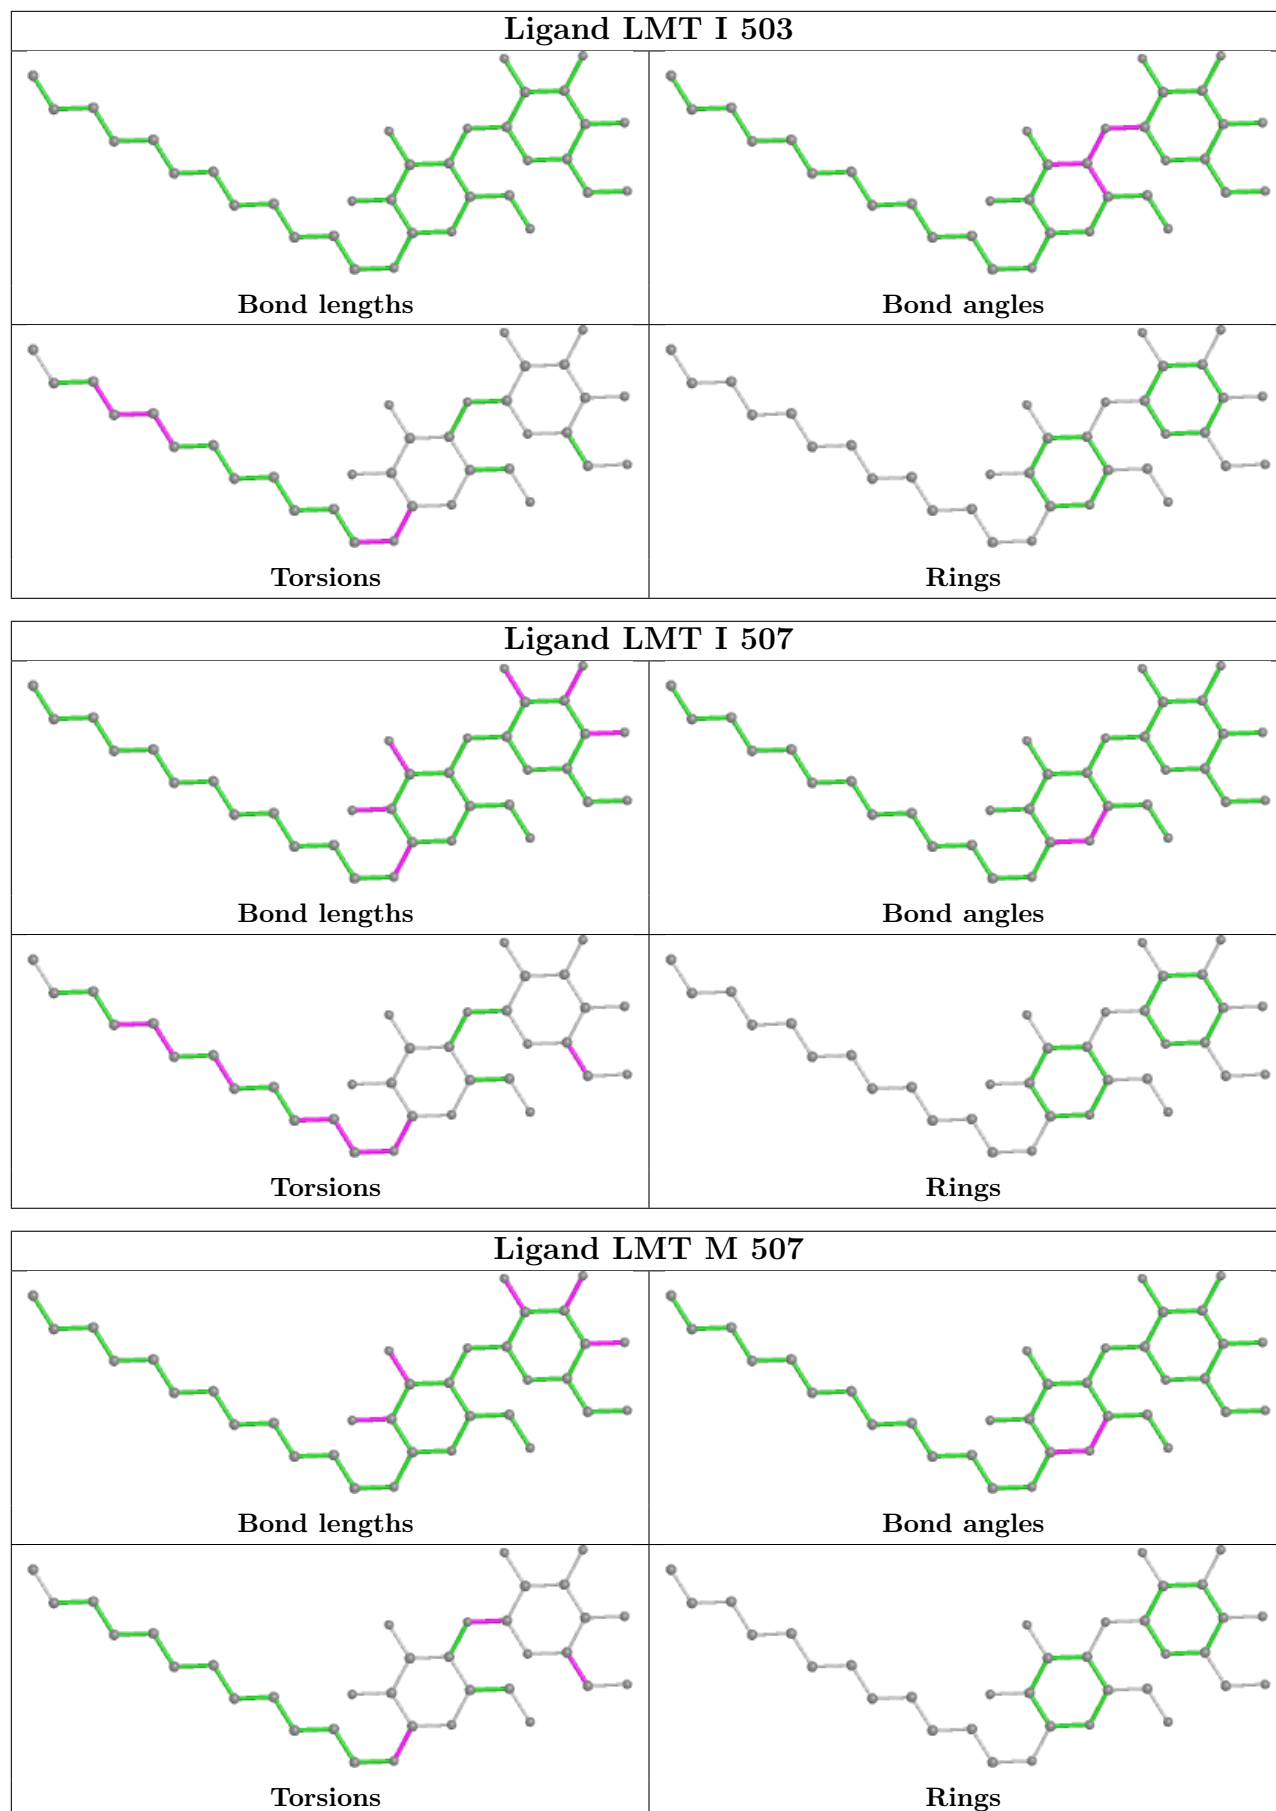 Ligand LMT I 503
Bond lengths
Bond angles
Torsions
Rings
Ligand LMT I 507
Bond lengths
Bond angles
Torsions
Rings
Ligand LMT M 507
Bond lengths
Bond angles
Torsions
Rings